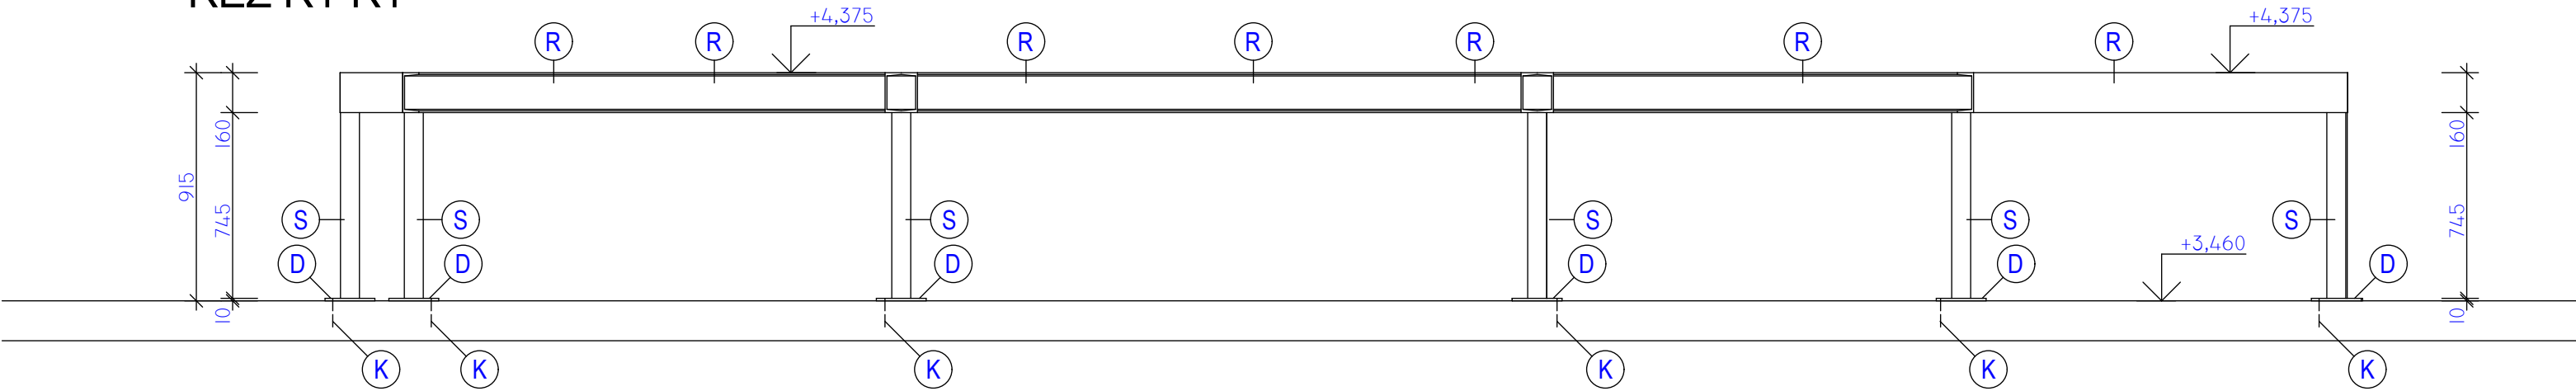 +4,375 +4,375
R R R R R R R
160 160
915 745 745
S S S S S S
+3,460
D D D D D D
10 10
K K K K K K